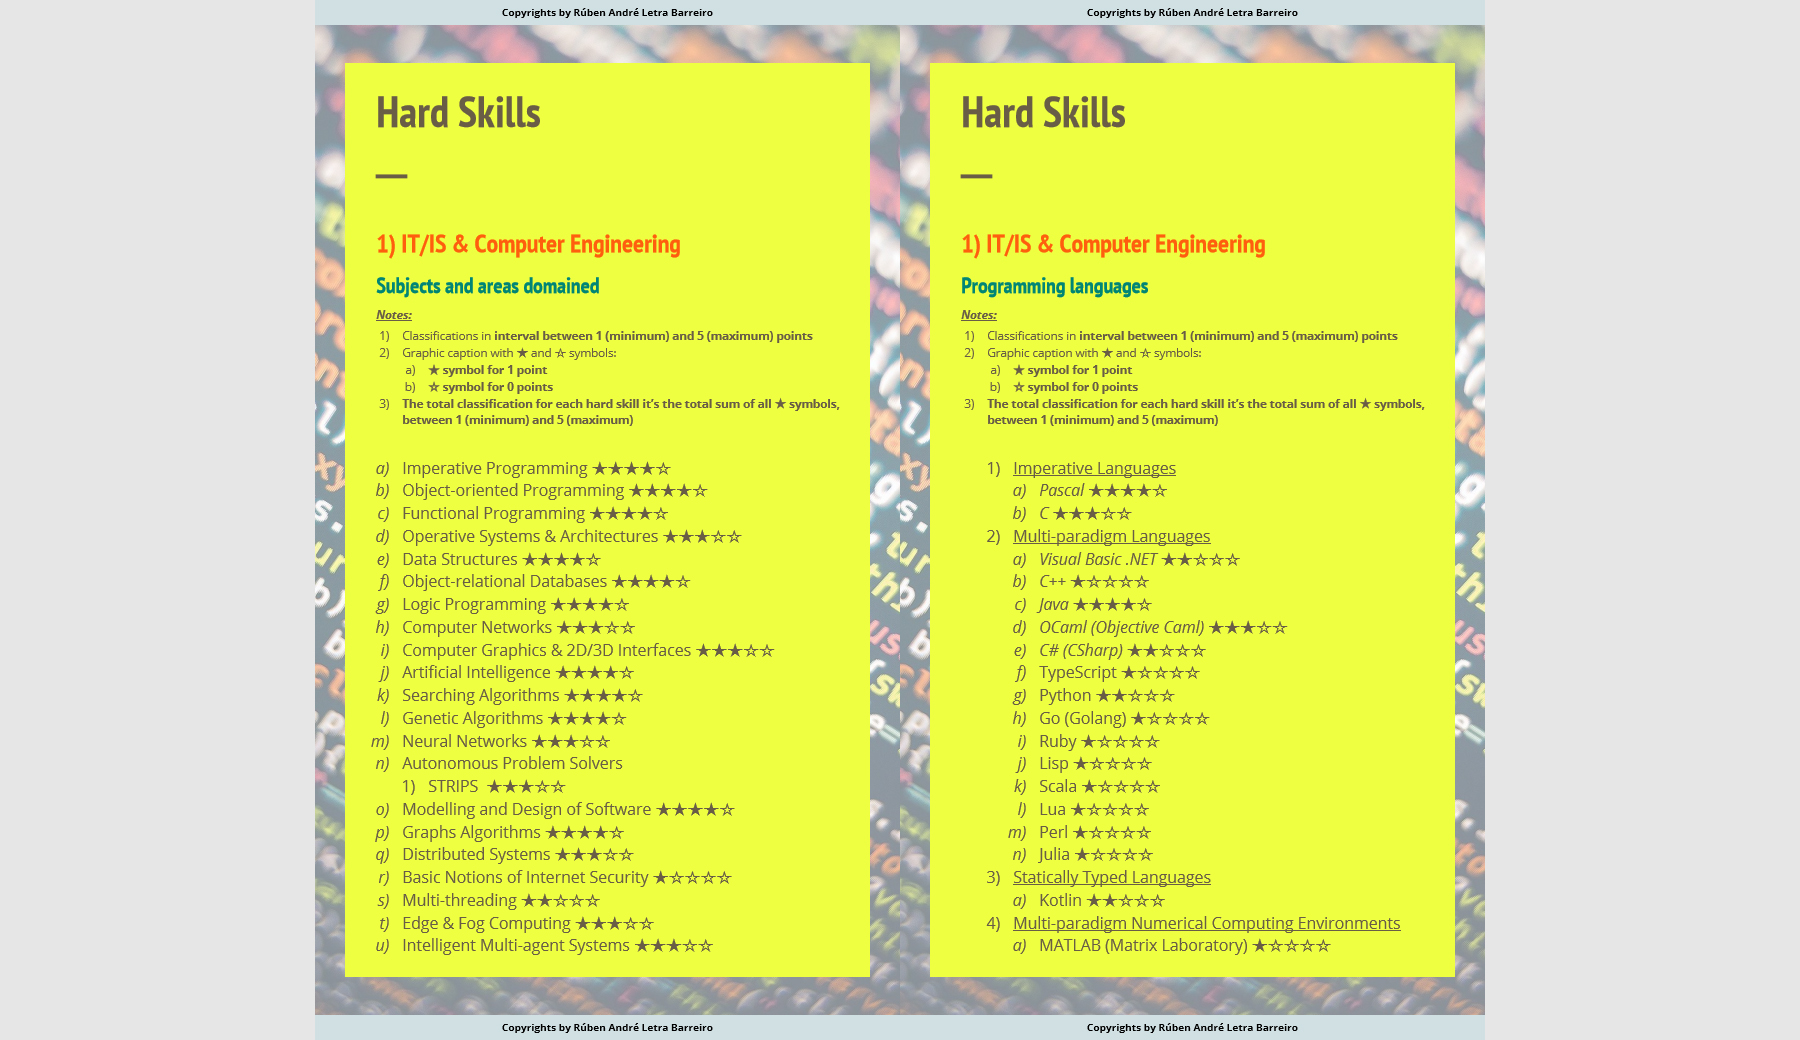 Copyrights by Rúben André Letra Barreiro
Hard Skills
1) IT/IS & Computer Engineering
Subjects and areas domained
Notes:
1) Classifications in interval between 1 (minimum) and 5 (maximum) points
2) Graphic caption with ★ and ☆ symbols:
a) ★ symbol for 1 point
b) ☆ symbol for 0 points
3) The total classification for each hard skill it’s the total sum of all ★ symbols,
between 1 (minimum) and 5 (maximum)
a) Imperative Programming ★★★★☆
b) Object-oriented Programming ★★★★☆
c) Functional Programming ★★★★☆
d) Operative Systems & Architectures ★★★☆☆
e) Data Structures ★★★★☆
f) Object-relational Databases ★★★★☆
g) Logic Programming ★★★★☆
h) Computer Networks ★★★☆☆
i) Computer Graphics & 2D/3D Interfaces ★★★☆☆
j) Artificial Intelligence ★★★★☆
k) Searching Algorithms ★★★★☆
l) Genetic Algorithms ★★★★☆
m) Neural Networks ★★★☆☆
n) Autonomous Problem Solvers
1) STRIPS ★★★☆☆
o) Modelling and Design of Software ★★★★☆
p) Graphs Algorithms ★★★★☆
q) Distributed Systems ★★★☆☆
r) Basic Notions of Internet Security ★☆☆☆☆
s) Multi-threading ★★☆☆☆
t) Edge & Fog Computing ★★★☆☆
u) Intelligent Multi-agent Systems ★★★☆☆
Copyrights by Rúben André Letra Barreiro
Copyrights by Rúben André Letra Barreiro
Hard Skills
1) IT/IS & Computer Engineering
Programming languages
Notes:
1) Classifications in interval between 1 (minimum) and 5 (maximum) points
2) Graphic caption with ★ and ☆ symbols:
a) ★ symbol for 1 point
b) ☆ symbol for 0 points
3) The total classification for each hard skill it’s the total sum of all ★ symbols,
between 1 (minimum) and 5 (maximum)
1) Imperative Languages
a) Pascal ★★★★☆
b) C ★★★☆☆
2) Multi-paradigm Languages
a) Visual Basic .NET ★★☆☆☆
b) C++ ★☆☆☆☆
c) Java ★★★★☆
d) OCaml (Objective Caml) ★★★☆☆
e) C# (CSharp) ★★☆☆☆
f) TypeScript ★☆☆☆☆
g) Python ★★☆☆☆
h) Go (Golang) ★☆☆☆☆
i) Ruby ★☆☆☆☆
j) Lisp ★☆☆☆☆
k) Scala ★☆☆☆☆
l) Lua ★☆☆☆☆
m) Perl ★☆☆☆☆
n) Julia ★☆☆☆☆
3) Statically Typed Languages
a) Kotlin ★★☆☆☆
4) Multi-paradigm Numerical Computing Environments
a) MATLAB (Matrix Laboratory) ★☆☆☆☆
Copyrights by Rúben André Letra Barreiro